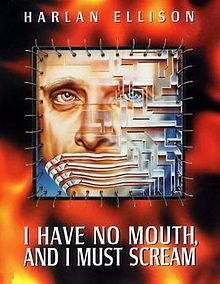 HARLAN ELLISON
I HAVE NO MOUTH,
AND I MUST SCREAM